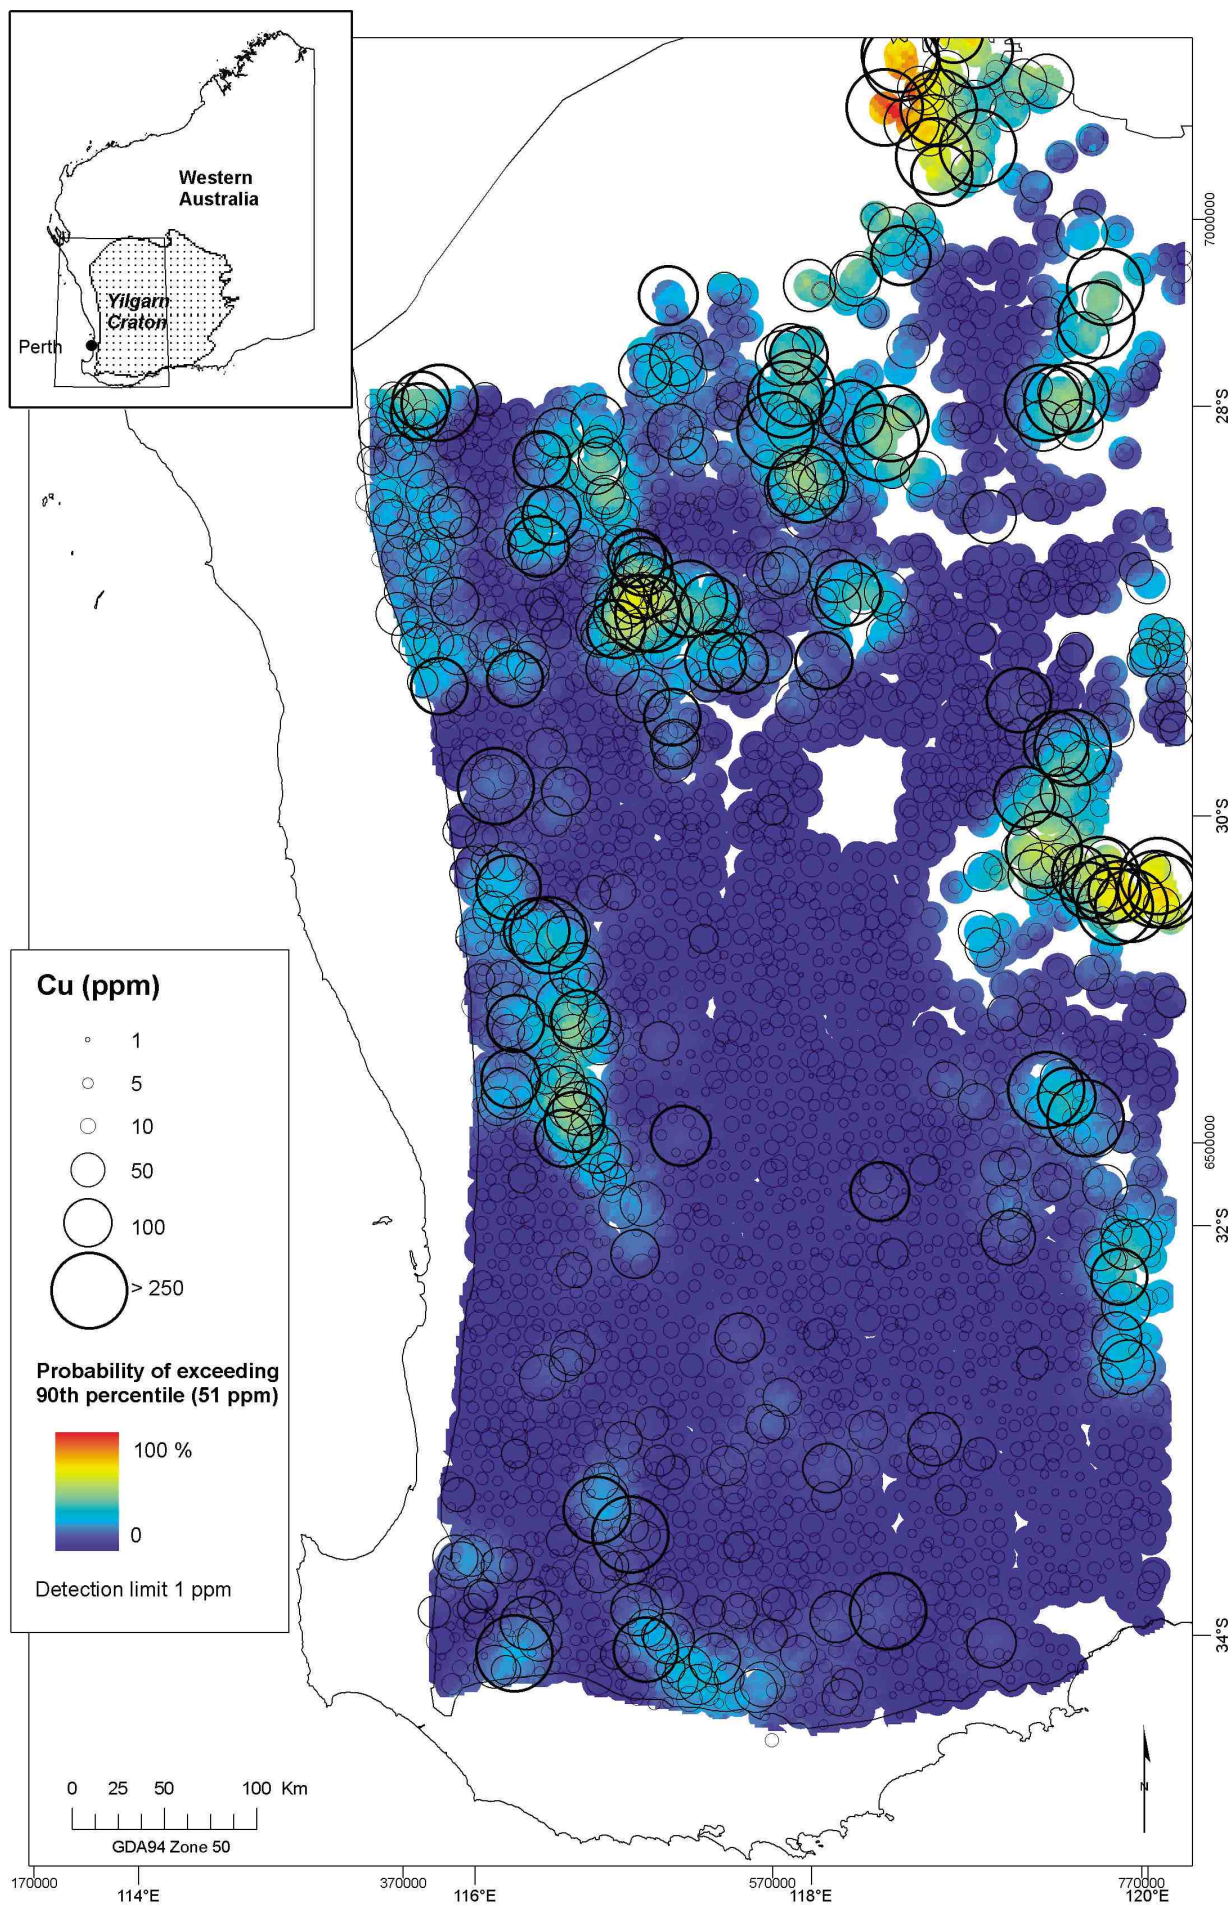 Western
Australia
Yilgarn
Craton
Perth
7000000
28°S
30°S
6500000
32°S
34°S
Cu (ppm)
1
5
10
50
100
> 250
Probability of exceeding
90th percentile (51 ppm)
100 %
0
Detection limit 1 ppm
0 25 50 100 Km
GDA94 Zone 50
N
170000 370000 570000 770000
114°E 116°E 118°E 120°E